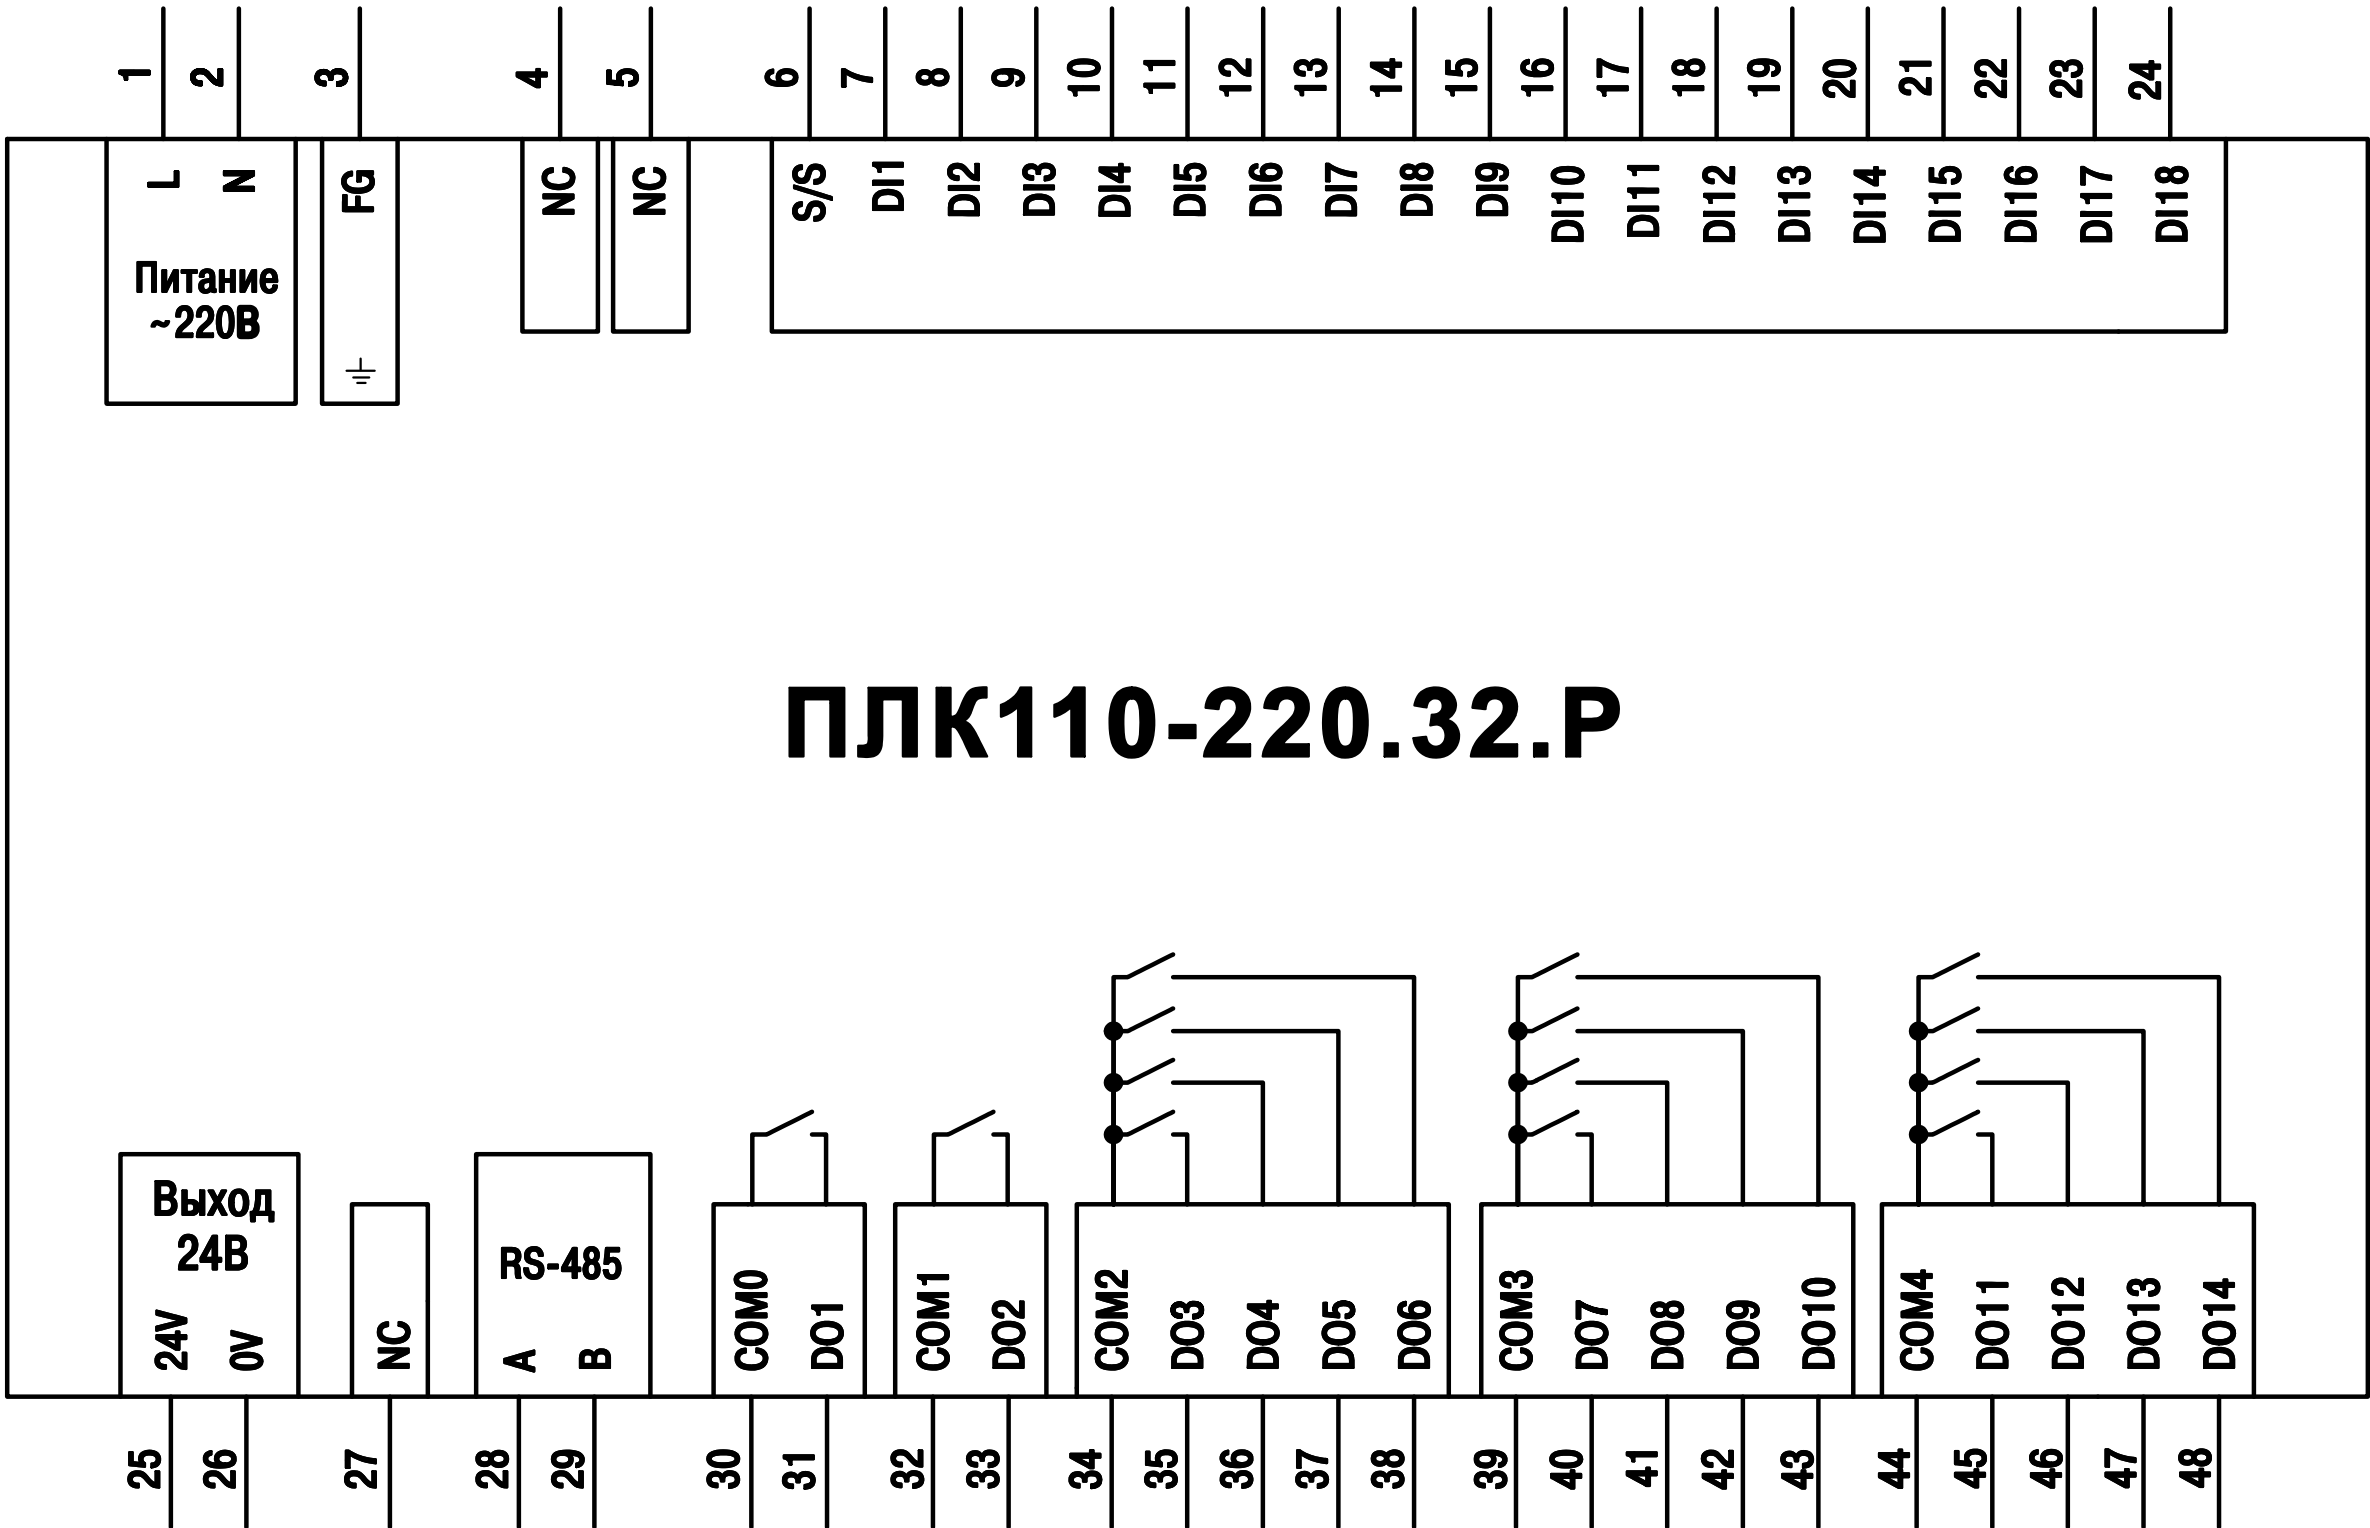 1 2 3 4 5 6 7 8 9 10 11 12 13 14 15 16 17 18 19 20 21 22 23 24
L N FG NC NC S/S DI1 DI2 DI3 DI4 DI5 DI6 DI7 DI8 DI9 DI10 DI11 DI12 DI13 DI14 DI15 DI16 DI17 DI18
Питание
~220В
ПЛК110-220.32.Р
Выход
24В
RS-485
24V 0V NC A B COM0 DO1 COM1 DO2 COM2 DO3 DO4 DO5 DO6 COM3 DO7 DO8 DO9 DO10 COM4 DO11 DO12 DO13 DO14
25 26 27 28 29 30 31 32 33 34 35 36 37 38 39 40 41 42 43 44 45 46 47 48